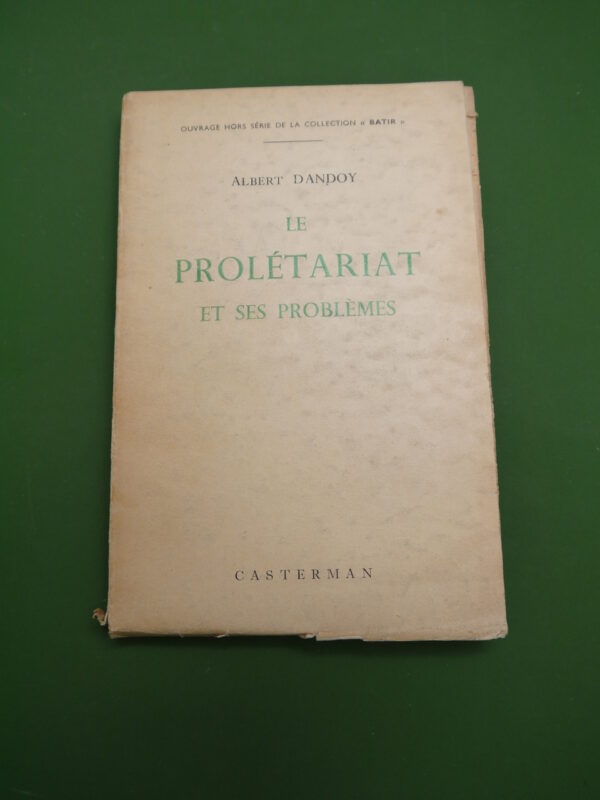 OUVRAGE HORS SÉRIE DE LA COLLECTION « BATIR »
ALBERT DANDOY
LE
PROLÉTARIAT
ET SES PROBLÈMES
CASTERMAN